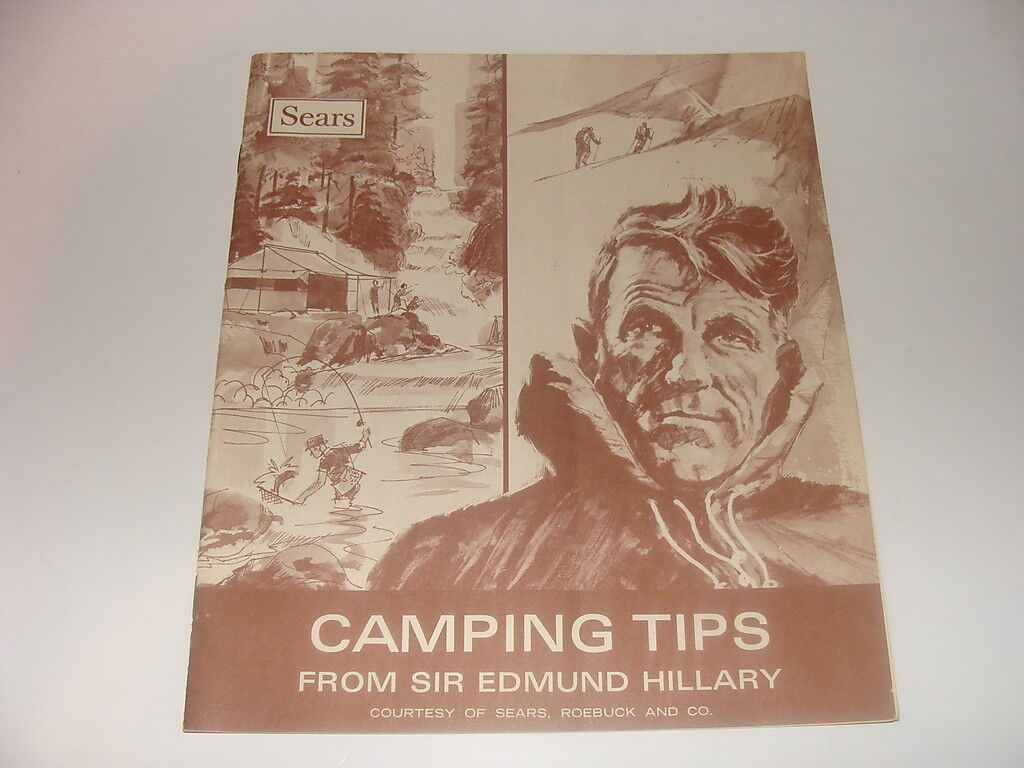 Sears
CAMPING TIPS
FROM SIR EDMUND HILLARY
COURTESY OF SEARS, ROEBUCK AND CO.